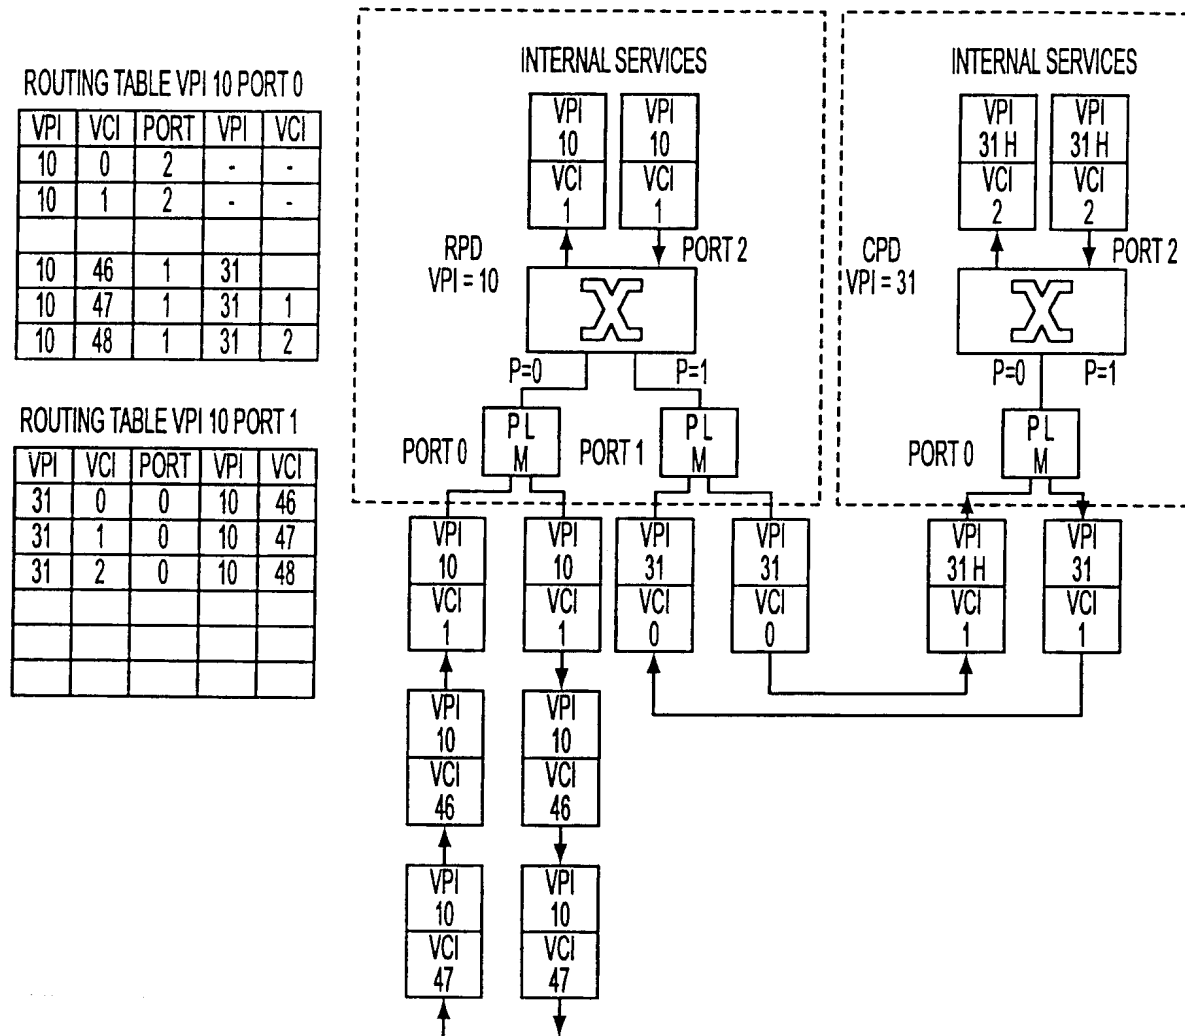 ROUTING TABLE VPI 10 PORT 0
VPI VCI PORT VPI VCI
10 0 2 - -
10 1 2 - -
10 46 1 31
10 47 1 31 1
10 48 1 31 2
ROUTING TABLE VPI 10 PORT 1
VPI VCI PORT VPI VCI
31 0 0 10 46
31 1 0 10 47
31 2 0 10 48
INTERNAL SERVICES
VPI
10
VCI
1
VPI
10
VCI
1
RPD
VPI = 10
PORT 2
X
P=0
P=1
PORT 0
P L
M
PORT 1
P L
M
INTERNAL SERVICES
VPI
31 H
VCI
2
VPI
31 H
VCI
2
CPD
VPI = 31
PORT 2
X
P=0
P=1
PORT 0
P L
M
VPI
10
VCI
1
VPI
10
VCI
1
VPI
31
VCI
0
VPI
31
VCI
0
VPI
31 H
VCI
1
VPI
31
VCI
1
VPI
10
VCI
46
VPI
10
VCI
46
VPI
10
VCI
47
VPI
10
VCI
47